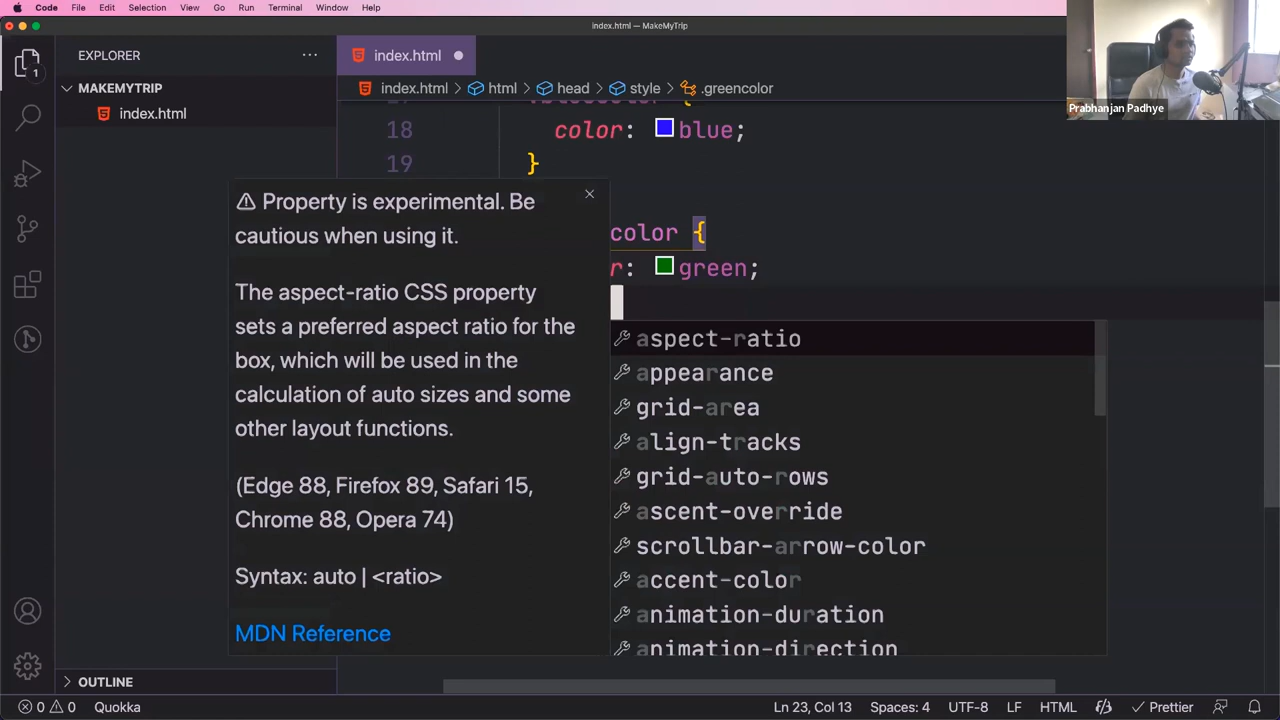 Code File Edit Selection View Go Run Terminal Window Help
index.html — MakeMyTrip
EXPLORER
index.html
MAKEMYTRIP
index.html
index.html > html > head > style > .greencolor
Prabhanjan Padhye
18 color: blue;
19 }
color {
r: green;
1
Property is experimental. Be
cautious when using it.
The aspect-ratio CSS property
sets a preferred aspect ratio for the
box, which will be used in the
calculation of auto sizes and some
other layout functions.
(Edge 88, Firefox 89, Safari 15,
Chrome 88, Opera 74)
Syntax: auto | <ratio>
MDN Reference
aspect-ratio
appearance
grid-area
align-tracks
grid-auto-rows
ascent-override
scrollbar-arrow-color
accent-color
animation-duration
animation-direction
OUTLINE
0 0 Quokka Ln 23, Col 13 Spaces: 4 UTF-8 LF HTML Prettier